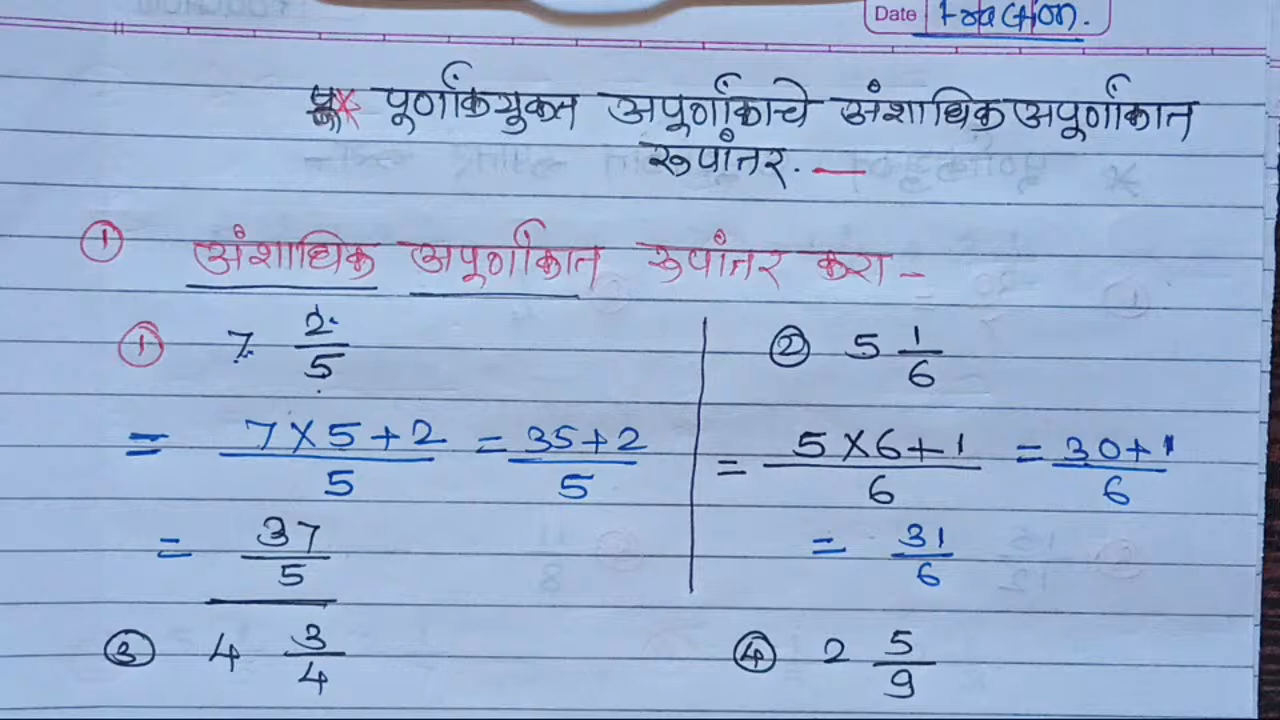 Date fraction.
* पूर्णांकयुक्त अपूर्णांकाचे अंशाधिक अपूर्णांकात
रूपांतर. —
① अंशाधिक अपूर्णांकात रूपांतर करा -
① 7 2/5
= 7×5+2/5 = 35+2/5
= 37/5
② 5 1/6
= 5×6+1/6 = 30+1/6
= 31/6
③ 4 3/4
④ 2 5/9